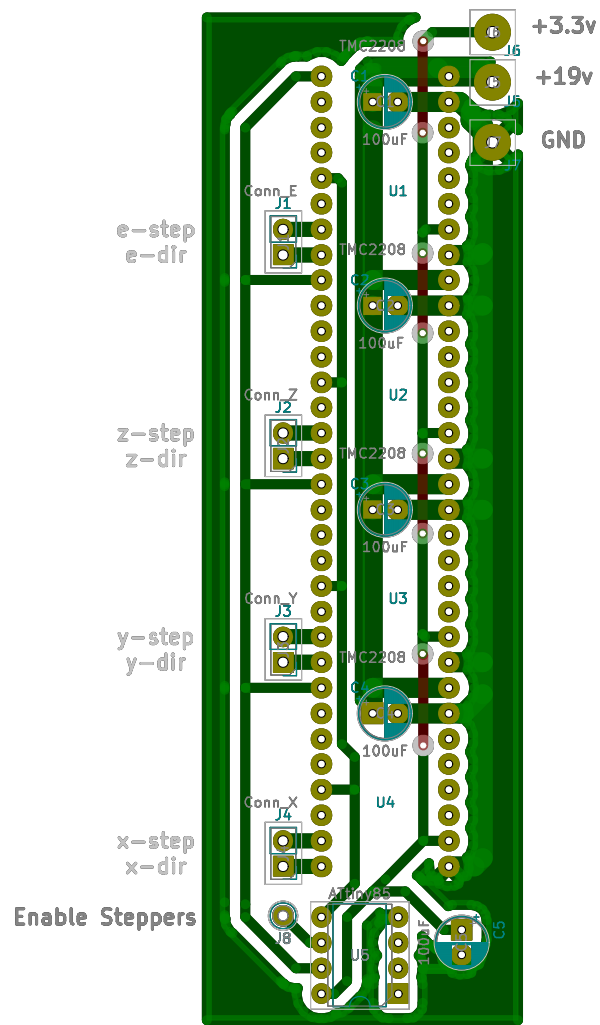 +3.3v
TMC2208
J6
+19v
C1
J5
100uF
GND
J7
Conn_E
U1
J1
e-step
e-dir
TMC2208
C2
100uF
Conn_Z
U2
J2
z-step
z-dir
TMC2208
C3
100uF
Conn_Y
U3
J3
y-step
y-dir
TMC2208
100uF
Conn_X
U4
J4
x-step
x-dir
ATtiny85
Enable Steppers
J8
100uF
C5